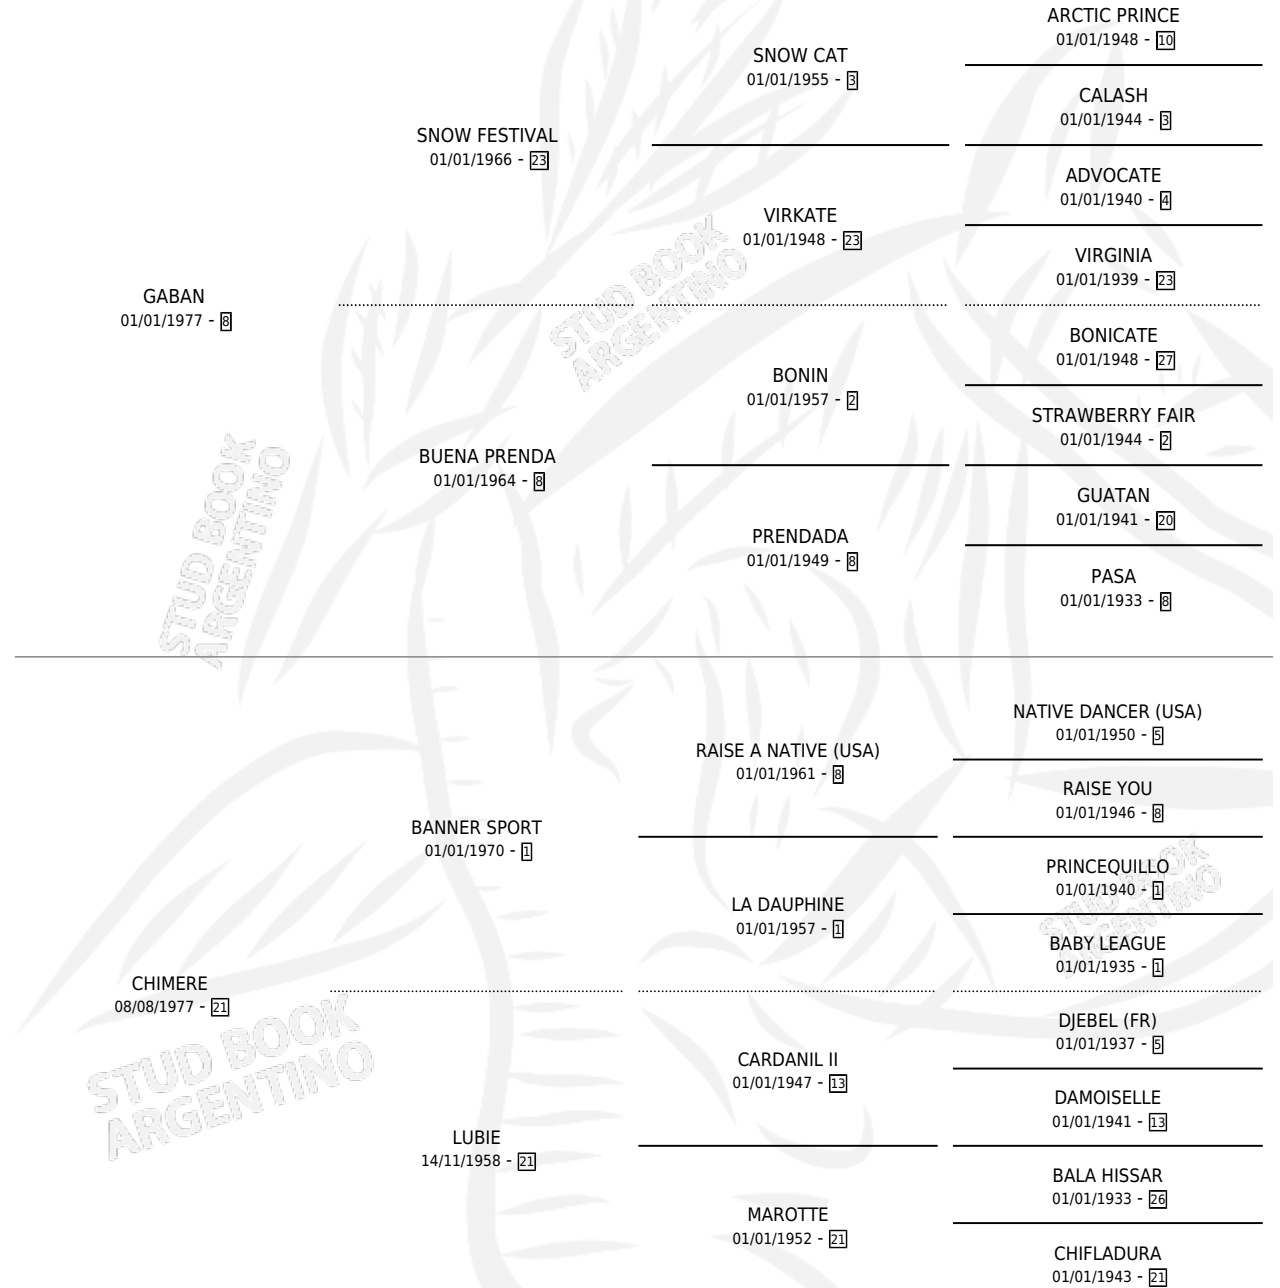 ARCTIC PRINCE
01/01/1948 - 10
SNOW CAT
01/01/1955 - 3
CALASH
01/01/1944 - 3
SNOW FESTIVAL
01/01/1966 - 23
ADVOCATE
01/01/1940 - 4
VIRKATE
01/01/1948 - 23
VIRGINIA
01/01/1939 - 23
GABAN
01/01/1977 - 8
BONICATE
01/01/1948 - 27
BONIN
01/01/1957 - 2
STRAWBERRY FAIR
01/01/1944 - 2
BUENA PRENDA
01/01/1964 - 8
GUATAN
01/01/1941 - 20
PRENDADA
01/01/1949 - 8
PASA
01/01/1933 - 8
NATIVE DANCER (USA)
01/01/1950 - 5
RAISE A NATIVE (USA)
01/01/1961 - 8
RAISE YOU
01/01/1946 - 8
BANNER SPORT
01/01/1970 - 1
PRINCEQUILLO
01/01/1940 - 1
LA DAUPHINE
01/01/1957 - 1
BABY LEAGUE
01/01/1935 - 1
CHIMERE
08/08/1977 - 21
DJEBEL (FR)
01/01/1937 - 5
CARDANIL II
01/01/1947 - 13
DAMOISELLE
01/01/1941 - 13
LUBIE
14/11/1958 - 21
BALA HISSAR
01/01/1933 - 26
MAROTTE
01/01/1952 - 21
CHIFLADURA
01/01/1943 - 21
STUD BOOK
ARGENTINO
STUD BOOK
ARGENTINO
STUD BOOK
ARGENTINO
STUD BOOK
ARGENTINO